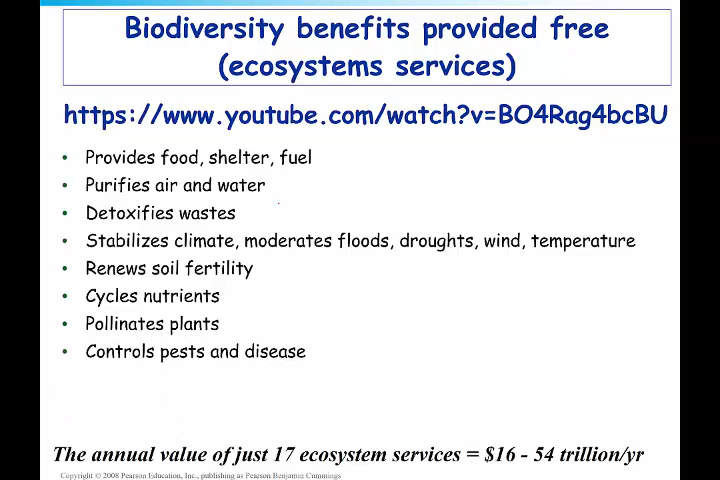 Biodiversity benefits provided free
(ecosystems services)
https://www.youtube.com/watch?v=BO4Rag4bcBU
• Provides food, shelter, fuel
• Purifies air and water
• Detoxifies wastes
• Stabilizes climate, moderates floods, droughts, wind, temperature
• Renews soil fertility
• Cycles nutrients
• Pollinates plants
• Controls pests and disease
The annual value of just 17 ecosystem services = $16 - 54 trillion/yr
Copyright © 2008 Pearson Education, Inc., publishing as Pearson Benjamin Cummings